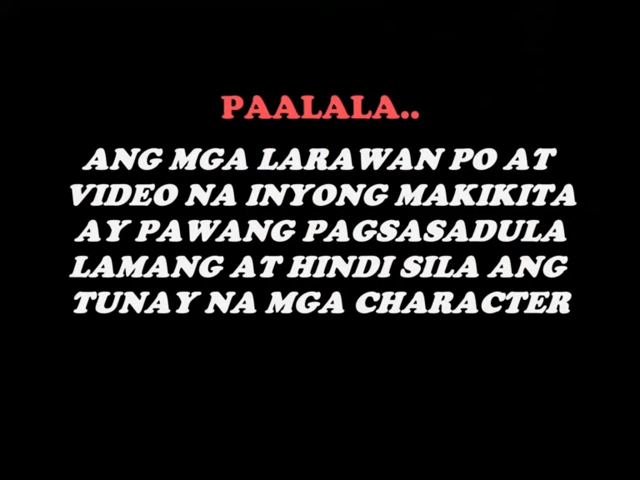 PAALALA..
ANG MGA LARAWAN PO AT
VIDEO NA INYONG MAKIKITA
AY PAWANG PAGSASADULA
LAMANG AT HINDI SILA ANG
TUNAY NA MGA CHARACTER